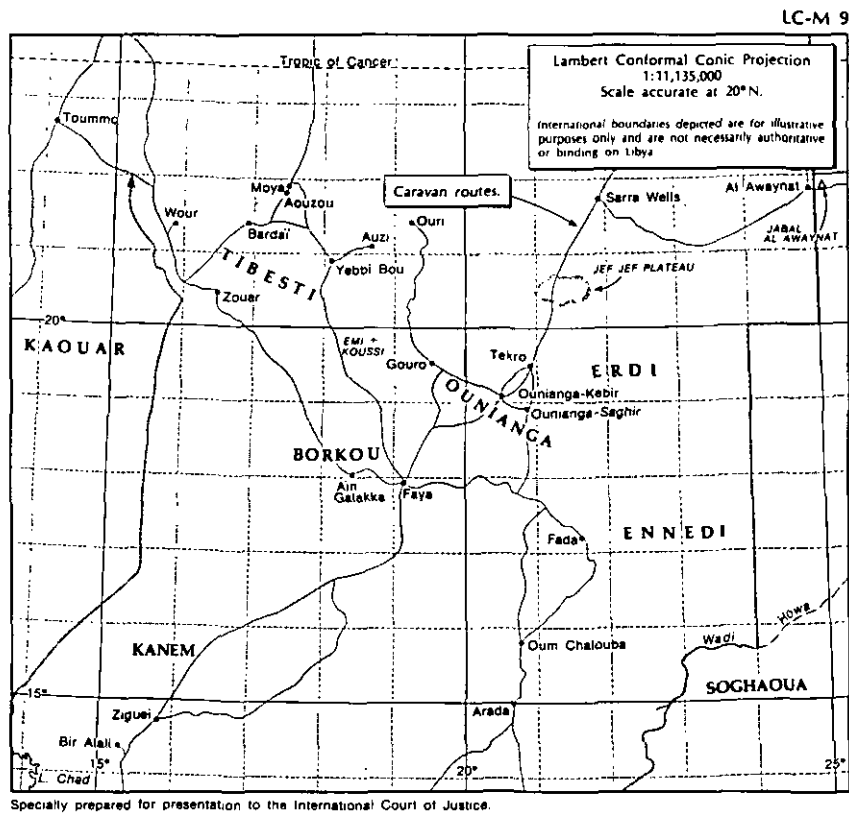 LC-M 9
Tropic of Cancer
Lambert Conformal Conic Projection
1:11,135,000
Scale accurate at 20° N.
International boundaries depicted are for illustrative
purposes only and are not necessarily authoritative
or binding on Libya
Toummo
Moya
Aouzou
Caravan routes.
Sarra Wells
Al Awaynat
Wour
Bardaï
Auzi
Ouri
JABAL
AL AWAYNAT
TIBESTI
Yebbi Bou
JEF JEF PLATEAU
Zouar
20°
KAOUAR
EMI +
KOUSSI
Gouro
Tekro
ERDI
OUNIANGA
Ounianga-Kebir
Ounianga-Saghir
BORKOU
Ain
Galakka
Faya
Fada
ENNEDI
KANEM
Oum Chalouba
Wadi
Howa
SOGHAOUA
15°
Ziguei
Arada
Bir Alali
15°
20°
25°
L. Chad
Specially prepared for presentation to the International Court of Justice.